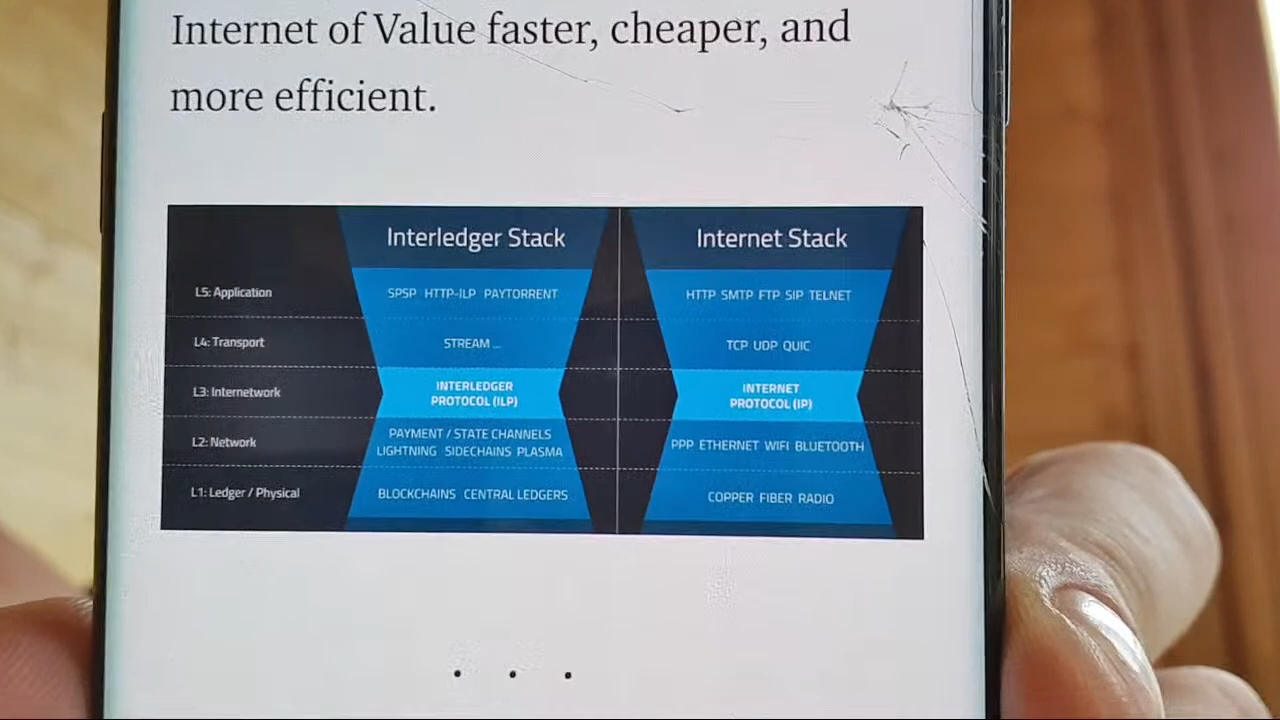 Internet of Value faster, cheaper, and
more efficient.
Interledger Stack Internet Stack
L5: Application SPSP HTTP-ILP PAYTORRENT HTTP SMTP FTP SIP TELNET
L4: Transport STREAM ... TCP UDP QUIC
L3: Internetwork INTERLEDGER PROTOCOL (ILP) INTERNET PROTOCOL (IP)
L2: Network PAYMENT / STATE CHANNELS LIGHTNING SIDECHAINS PLASMA PPP ETHERNET WIFI BLUETOOTH
L1: Ledger / Physical BLOCKCHAINS CENTRAL LEDGERS COPPER FIBER RADIO